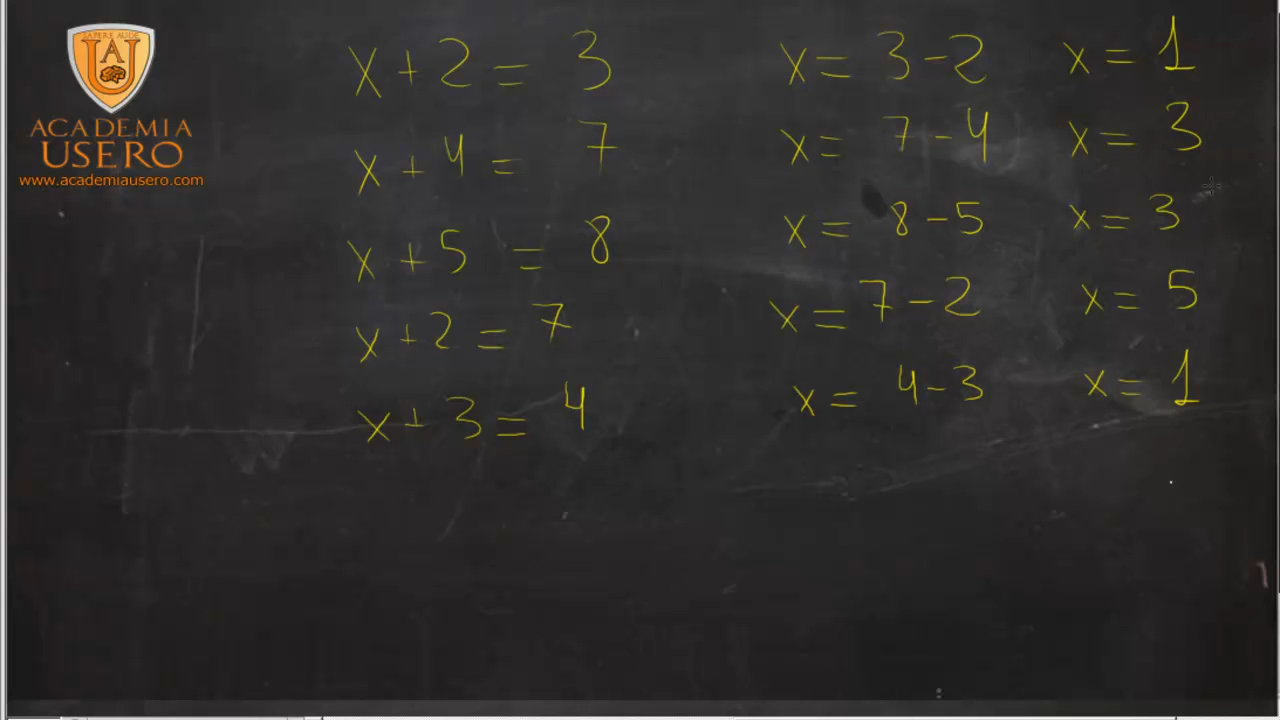 SAPERE AUDE
UA
ACADEMIA
USERO
www.academiausero.com
x + 2 = 3 x = 3 - 2 x = 1
x + 4 = 7 x = 7 - 4 x = 3
x + 5 = 8 x = 8 - 5 x = 3
x + 2 = 7 x = 7 - 2 x = 5
x + 3 = 4 x = 4 - 3 x = 1